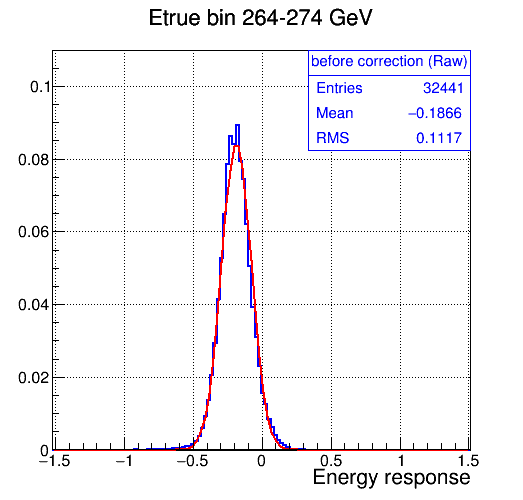 Etrue bin 264-274 GeV
before correction (Raw)
Entries 32441
Mean −0.1866
RMS 0.1117
0.1
0.08
0.06
0.04
0.02
0
−1.5 −1 −0.5 0 0.5 1 1.5
Energy response